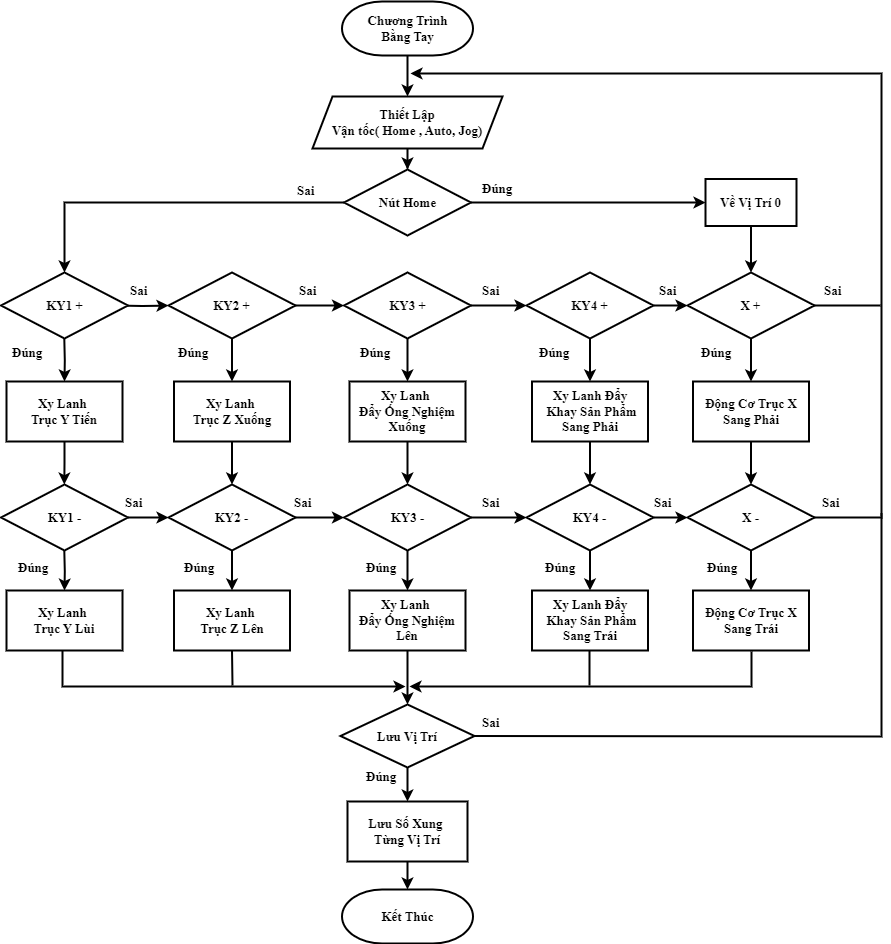 Chương Trình
Bằng Tay
Thiết Lập
Vận tốc( Home , Auto, Jog)
Sai
Nút Home
Đúng
Về Vị Trí 0
KY1 +
Sai
KY2 +
Sai
KY3 +
Sai
KY4 +
Sai
X +
Sai
Đúng
Đúng
Đúng
Đúng
Đúng
Xy Lanh
Trục Y Tiến
Xy Lanh
Trục Z Xuống
Xy Lanh
Đẩy Ống Nghiệm
Xuống
Xy Lanh Đẩy
Khay Sản Phẩm
Sang Phải
Động Cơ Trục X
Sang Phải
KY1 -
Sai
KY2 -
Sai
KY3 -
Sai
KY4 -
Sai
X -
Sai
Đúng
Đúng
Đúng
Đúng
Đúng
Xy Lanh
Trục Y Lùi
Xy Lanh
Trục Z Lên
Xy Lanh
Đẩy Ống Nghiệm
Lên
Xy Lanh Đẩy
Khay Sản Phẩm
Sang Trái
Động Cơ Trục X
Sang Trái
Lưu Vị Trí
Sai
Đúng
Lưu Số Xung
Từng Vị Trí
Kết Thúc